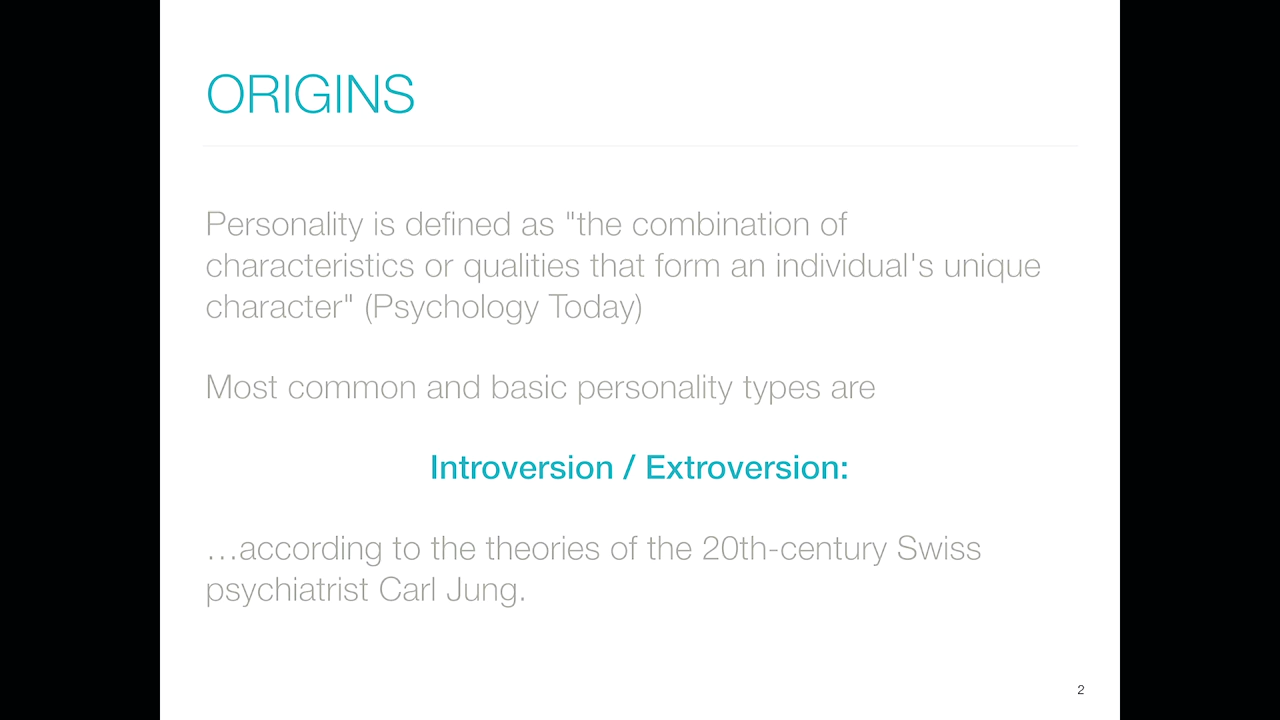 ORIGINS
Personality is defined as "the combination of
characteristics or qualities that form an individual's unique
character" (Psychology Today)
Most common and basic personality types are
Introversion / Extroversion:
…according to the theories of the 20th-century Swiss
psychiatrist Carl Jung.
2